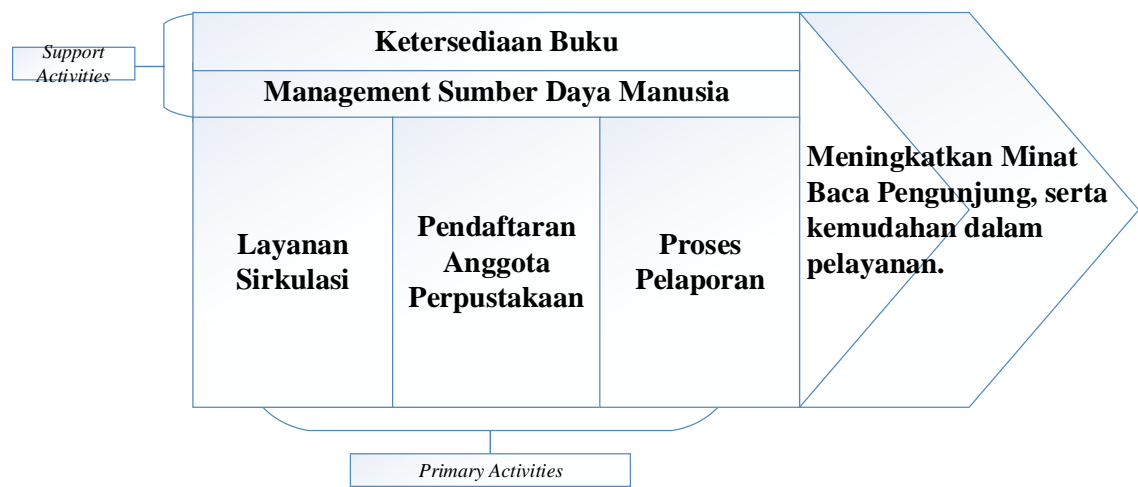 Support
Activities
Ketersediaan Buku
Management Sumber Daya Manusia
Layanan
Sirkulasi
Pendaftaran
Anggota
Perpustakaan
Proses
Pelaporan
Meningkatkan Minat
Baca Pengunjung, serta
kemudahan dalam
pelayanan.
Primary Activities